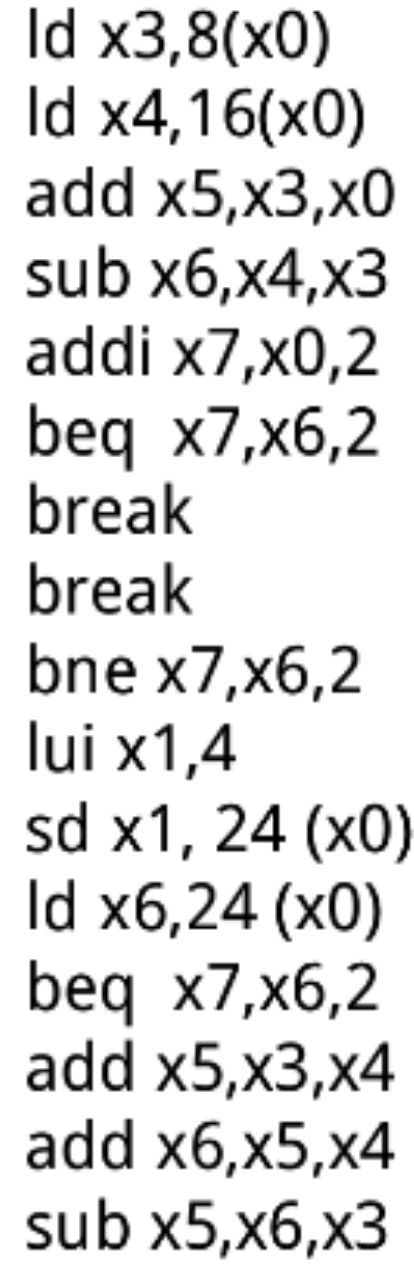 ld x3,8(x0)
ld x4,16(x0)
add x5,x3,x0
sub x6,x4,x3
addi x7,x0,2
beq  x7,x6,2
break
break
bne x7,x6,2
lui x1,4
sd x1, 24 (x0)
ld x6,24 (x0)
beq  x7,x6,2
add x5,x3,x4
add x6,x5,x4
sub x5,x6,x3